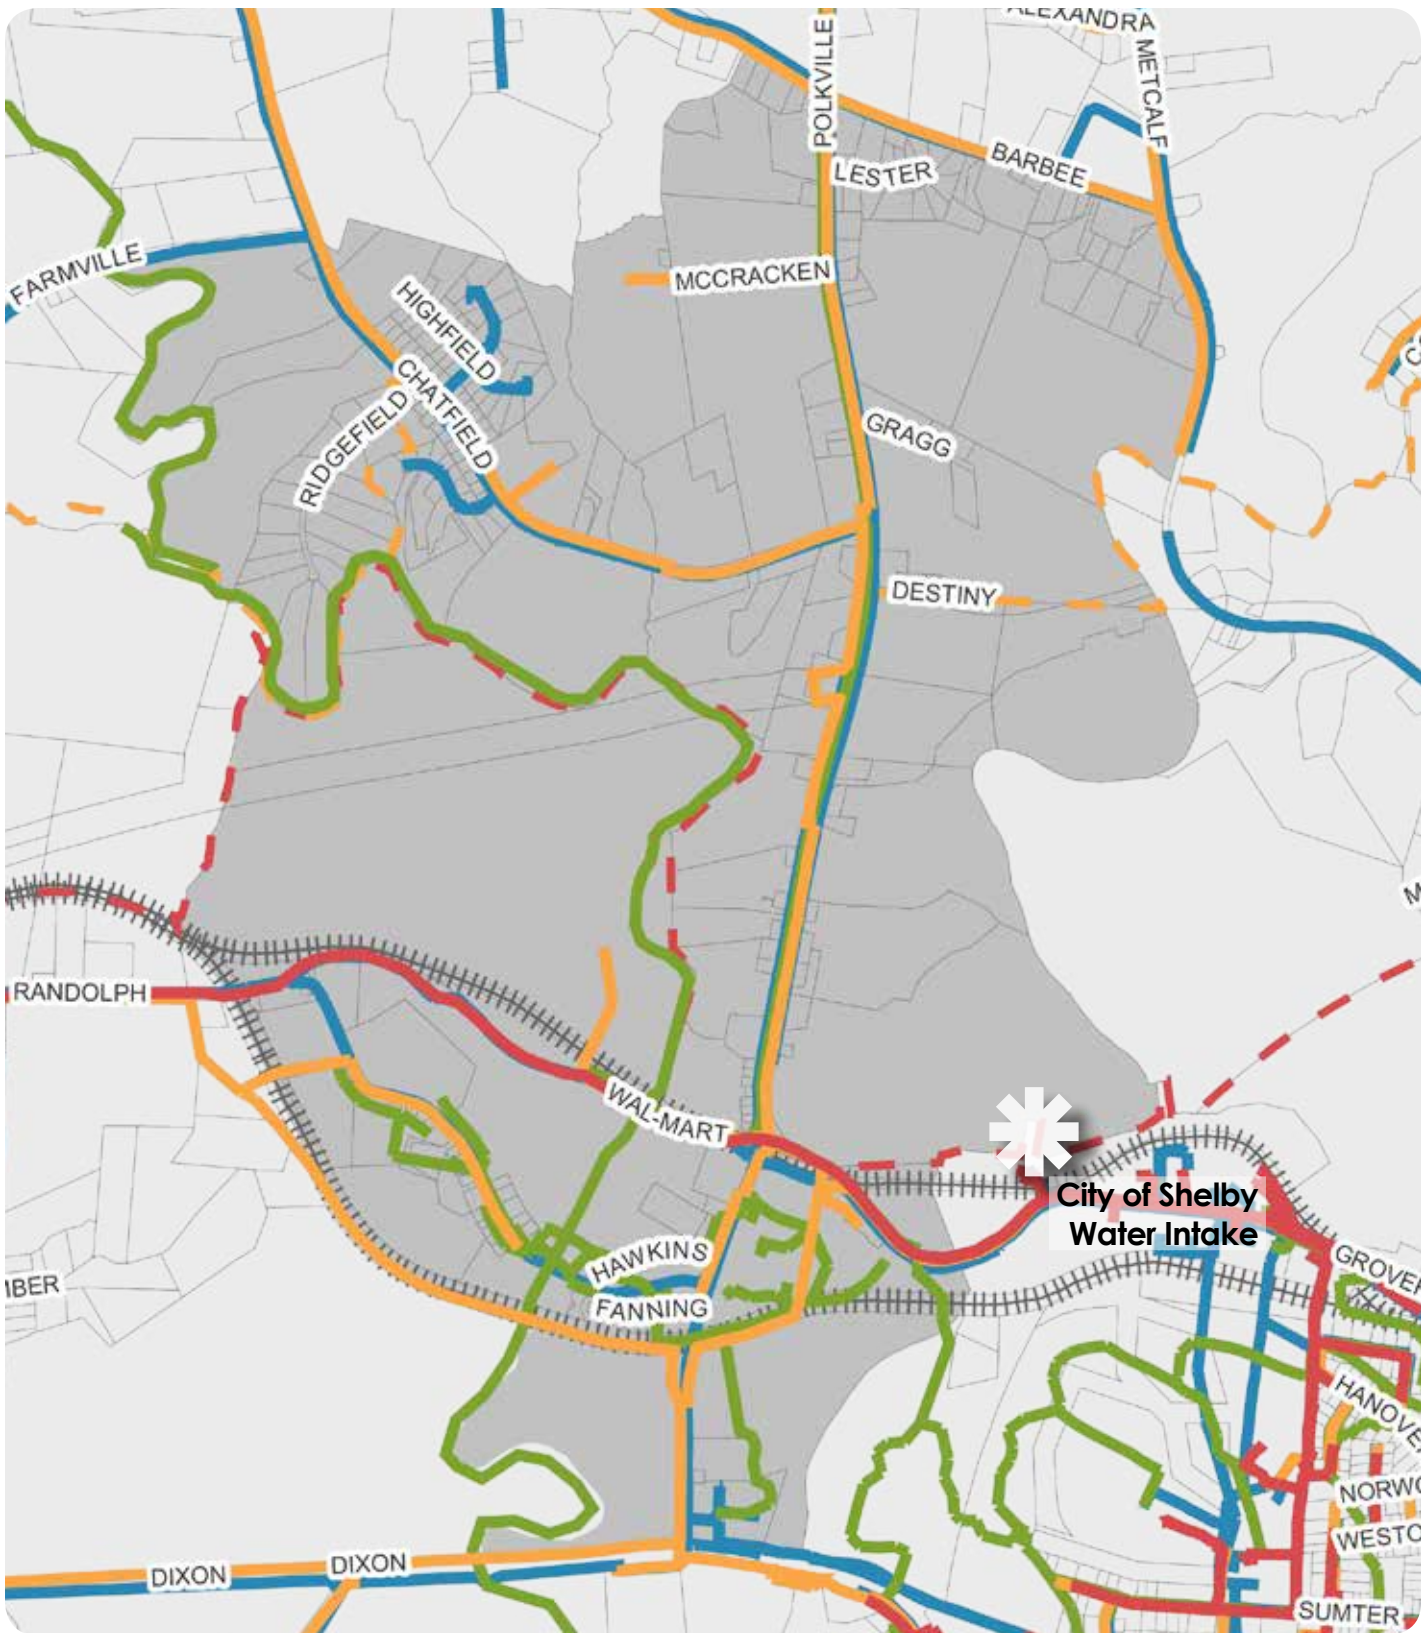 ALEXANDRA
METCALF
POLKVILLE
BARBEE
LESTER
FARMVILLE
MCCRACKEN
HIGHFIELD
CHATFIELD
RIDGEFIELD
GRAGG
DESTINY
RANDOLPH
WAL-MART
City of Shelby
Water Intake
HAWKINS
FANNING
GROVER
HANOVE
NORWO
WESTO
DIXON
DIXON
SUMTER